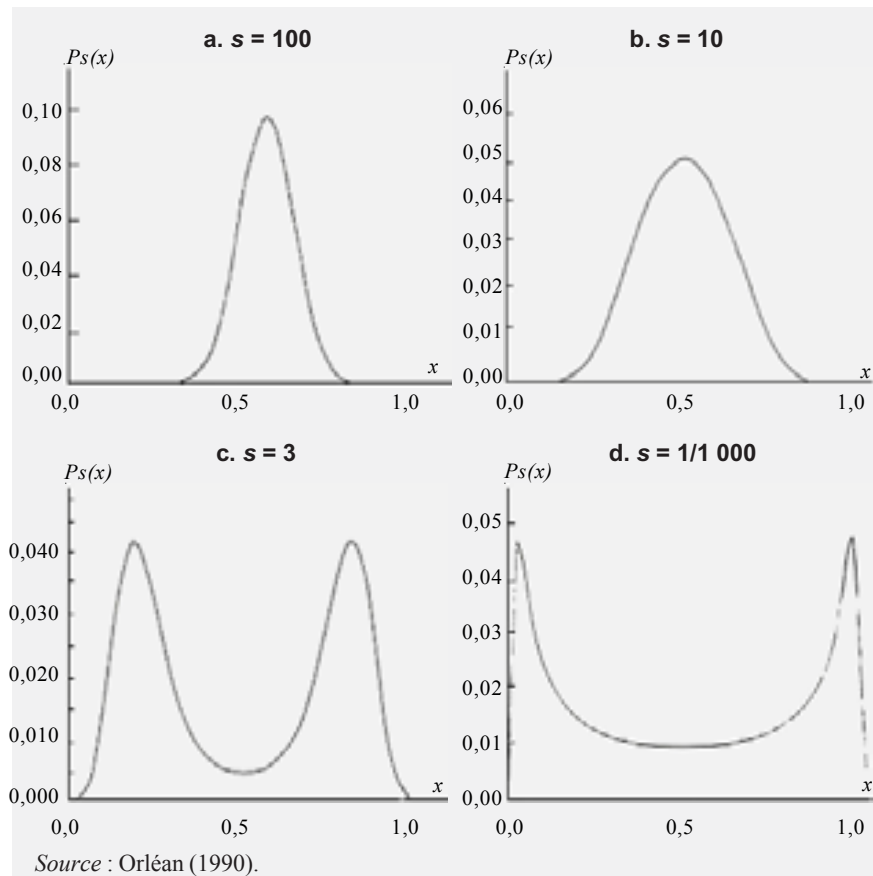 a. s = 100
Ps(x)
0,10
0,08
0,06
0,04
0,02
0,00
x
0,0 0,5 1,0
b. s = 10
Ps(x)
0,06
0,05
0,04
0,03
0,01
0,00
x
0,0 0,5 1,0
c. s = 3
Ps(x)
0,040
0,030
0,020
0,010
0,000
x
0,0 0,5 1,0
d. s = 1/1 000
Ps(x)
0,05
0,04
0,03
0,02
0,01
0,00
x
0,0 0,5 1,0
Source : Orléan (1990).